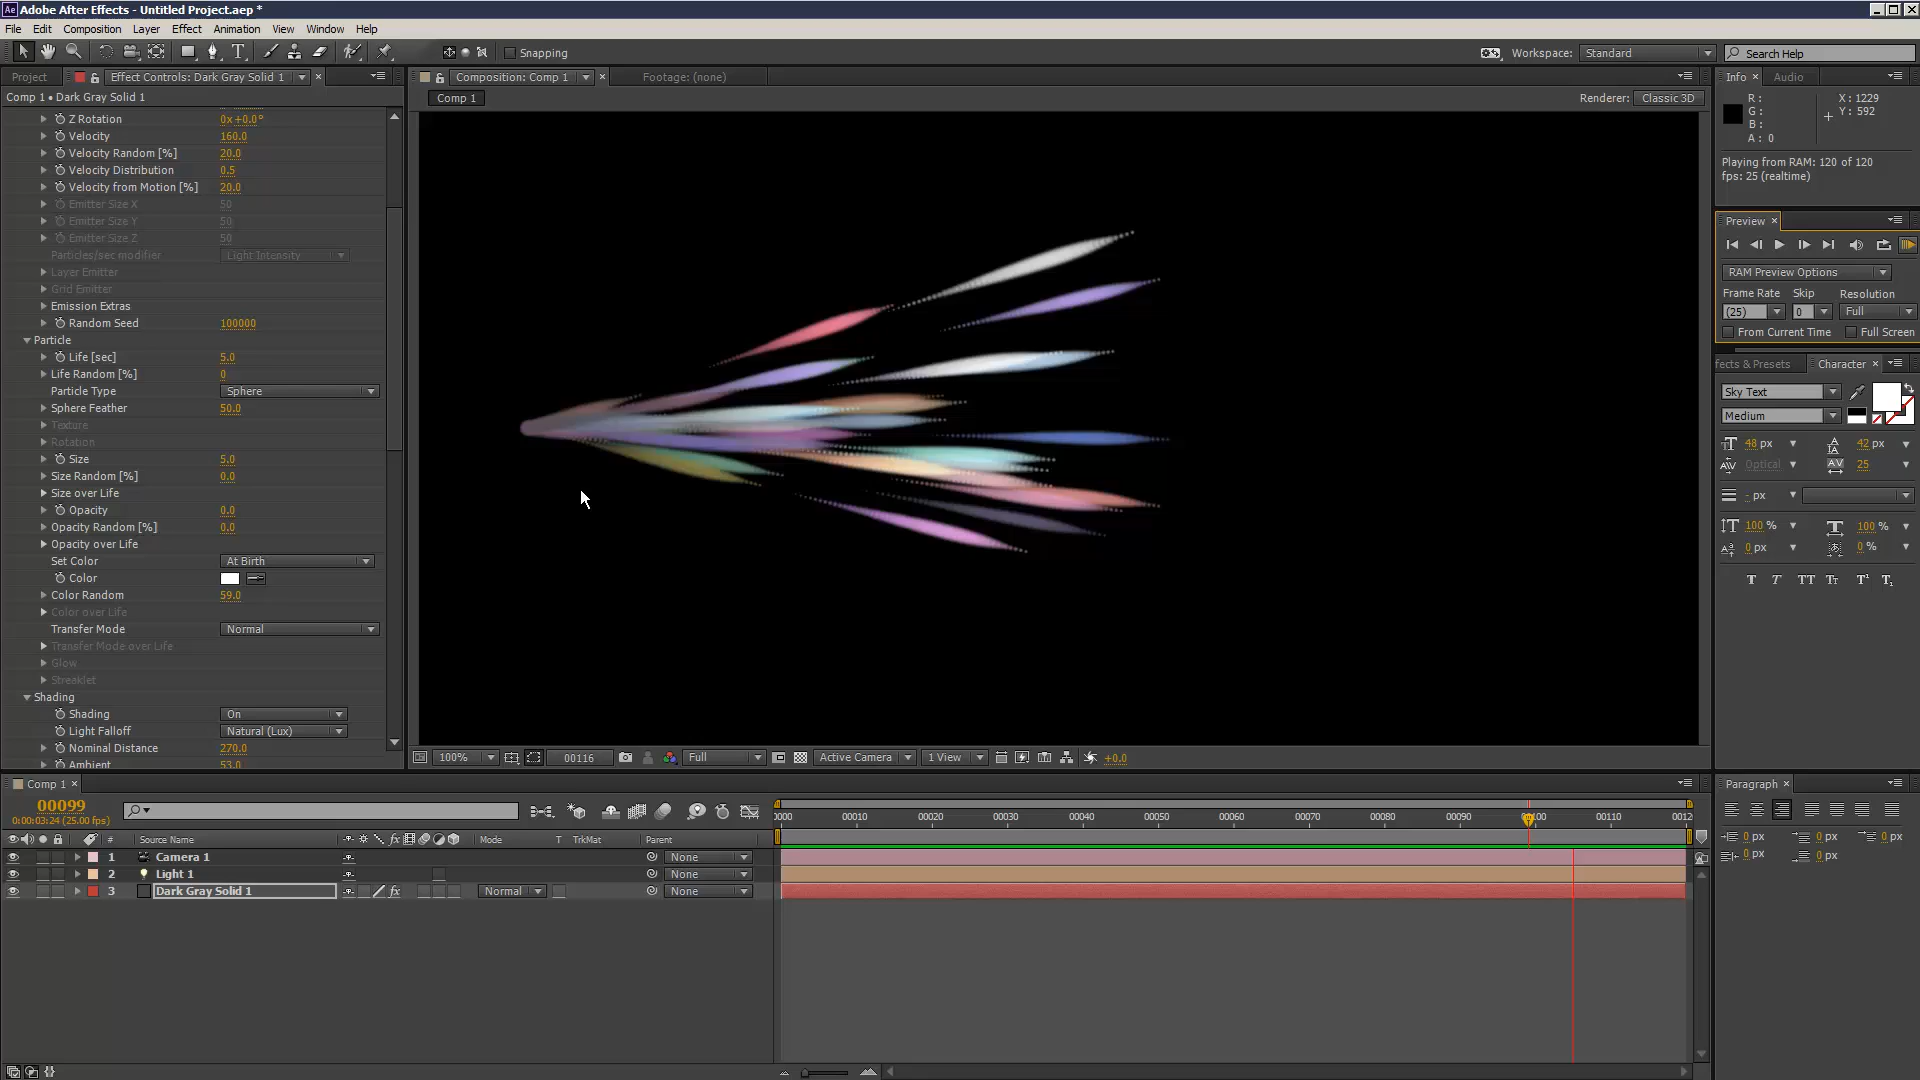 Adobe After Effects - Untitled Project.aep *
File Edit Composition Layer Effect Animation View Window Help
Snapping
Workspace: Standard
Search Help
Project
Effect Controls: Dark Gray Solid 1
Comp 1 • Dark Gray Solid 1
Z Rotation 0x+0.0°
Velocity 160.0
Velocity Random [%] 20.0
Velocity Distribution 0.5
Velocity from Motion [%] 20.0
Emitter Size X 50
Emitter Size Y 50
Emitter Size Z 50
Particles/sec modifier Light Intensity
Layer Emitter
Grid Emitter
Emission Extras
Random Seed 100000
Particle
Life [sec] 5.0
Life Random [%] 0
Particle Type Sphere
Sphere Feather 50.0
Texture
Rotation
Size 5.0
Size Random [%] 0.0
Size over Life
Opacity 0.0
Opacity Random [%] 0.0
Opacity over Life
Set Color At Birth
Color
Color Random 59.0
Color over Life
Transfer Mode Normal
Transfer Mode over Life
Glow
Streaklet
Shading
Shading On
Light Falloff Natural (Lux)
Nominal Distance 270.0
Ambient 53.0
Composition: Comp 1
Footage: (none)
Comp 1
Renderer: Classic 3D
100% 00116 Full Active Camera 1 View +0.0
Info Audio
R : X : 1229
G : Y : 592
B :
A : 0
Playing from RAM: 120 of 120
fps: 25 (realtime)
Preview
RAM Preview Options
Frame Rate Skip Resolution
(25) 0 Full
From Current Time Full Screen
fects & Presets Character
Sky Text
Medium
48 px 42 px
Optical 25
- px
100 % 100 %
0 px 0 %
T T TT Tr T¹ T₁
Paragraph
0 px 0 px 0 px
0 px 0 px
Comp 1
00099
0:00:03:24 (25.00 fps)
0000 00010 00020 00030 00040 00050 00060 00070 00080 00090 00100 00110 0012
# Source Name Mode T TrkMat Parent
1 Camera 1 None
2 Light 1 None
3 Dark Gray Solid 1 Normal None